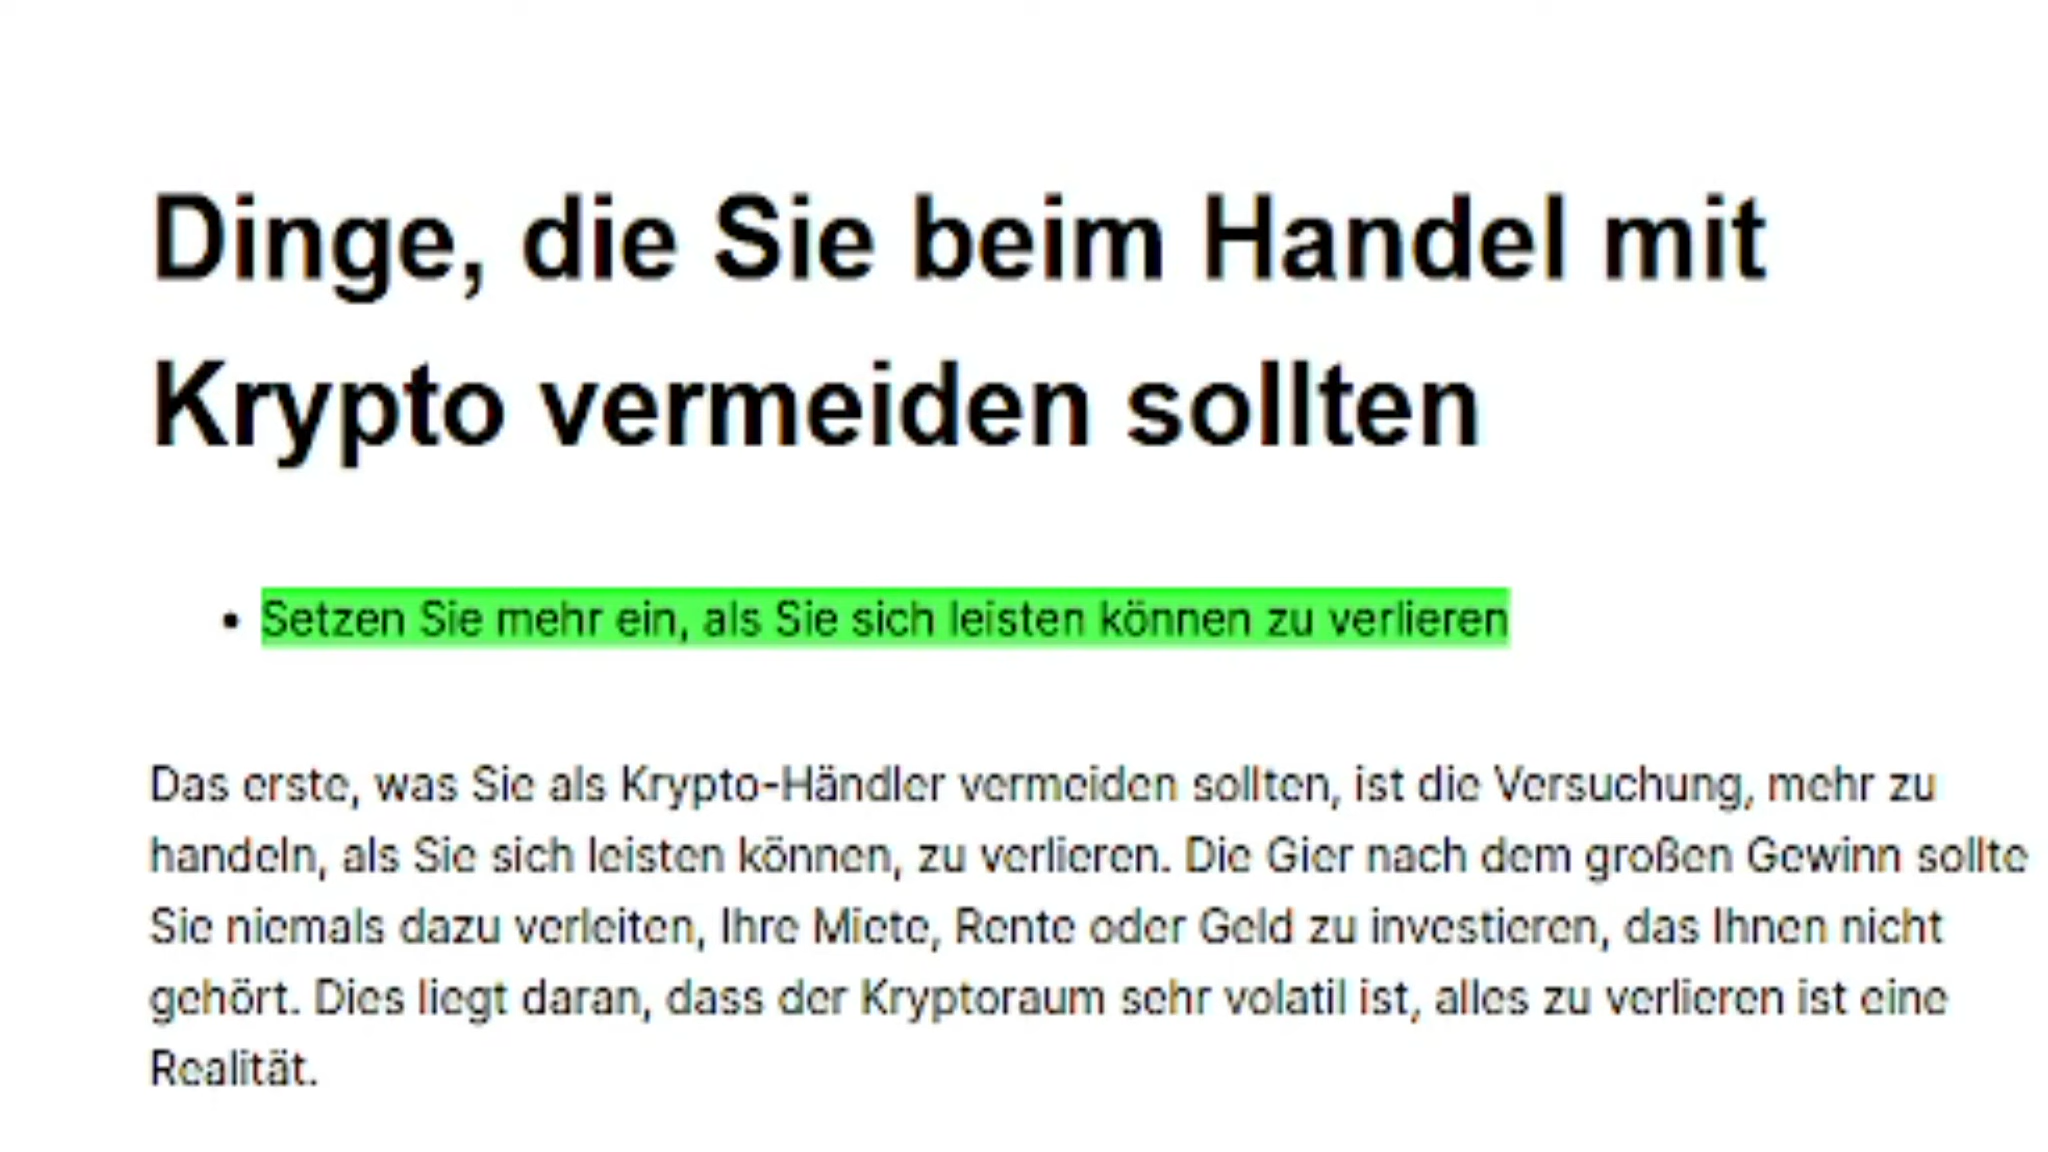 Dinge, die Sie beim Handel mit
Krypto vermeiden sollten
• Setzen Sie mehr ein, als Sie sich leisten können zu verlieren
Das erste, was Sie als Krypto-Händler vermeiden sollten, ist die Versuchung, mehr zu
handeln, als Sie sich leisten können, zu verlieren. Die Gier nach dem großen Gewinn sollte
Sie niemals dazu verleiten, Ihre Miete, Rente oder Geld zu investieren, das Ihnen nicht
gehört. Dies liegt daran, dass der Kryptoraum sehr volatil ist, alles zu verlieren ist eine
Realität.